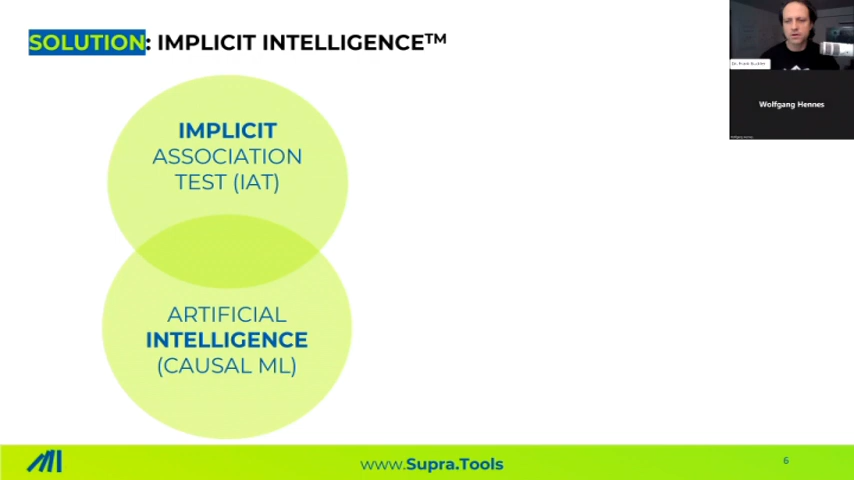 SOLUTION: IMPLICIT INTELLIGENCE™
IMPLICIT
ASSOCIATION
TEST (IAT)
ARTIFICIAL
INTELLIGENCE
(CAUSAL ML)
Wolfgang Hennes
www.Supra.Tools
6